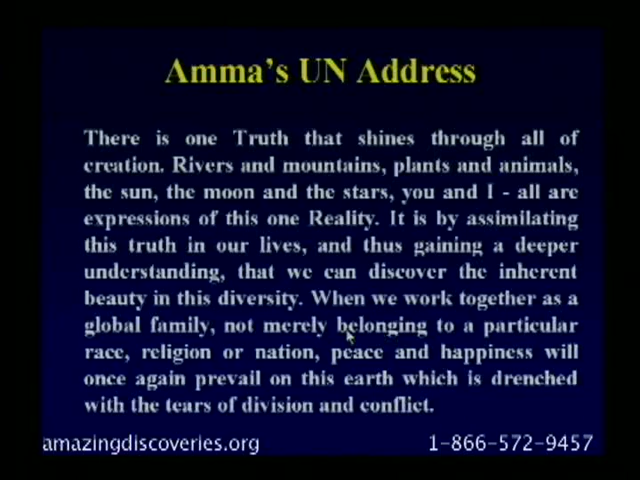 Amma's UN Address
There is one Truth that shines through all of
creation. Rivers and mountains, plants and animals,
the sun, the moon and the stars, you and I - all are
expressions of this one Reality. It is by assimilating
this truth in our lives, and thus gaining a deeper
understanding, that we can discover the inherent
beauty in this diversity. When we work together as a
global family, not merely belonging to a particular
race, religion or nation, peace and happiness will
once again prevail on this earth which is drenched
with the tears of division and conflict.
amazingdiscoveries.org 1-866-572-9457